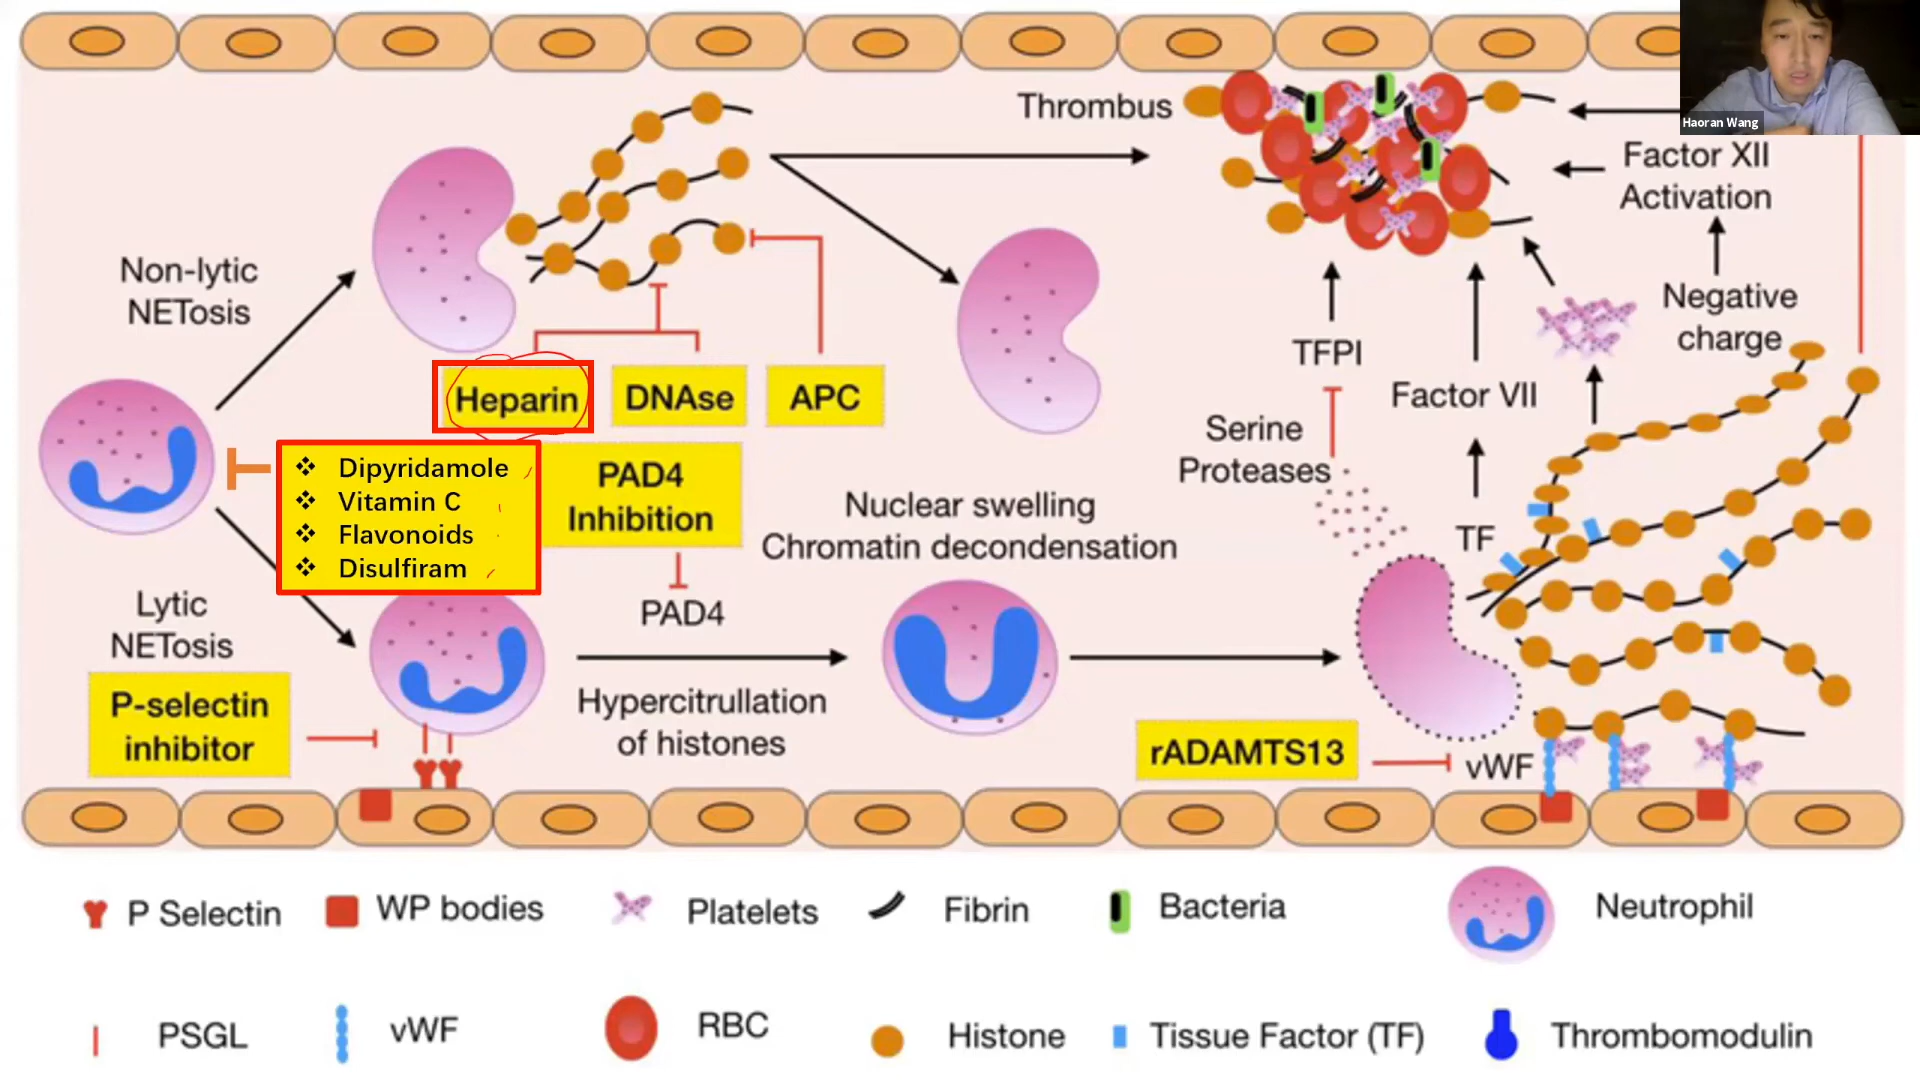 Haoran Wang
Thrombus
Factor XII
Activation
Non-lytic
NETosis
Negative
charge
TFPI
Heparin
DNAse
APC
Factor VII
Serine
Proteases
❖ Dipyridamole
❖ Vitamin C
❖ Flavonoids
❖ Disulfiram
PAD4
Inhibition
Nuclear swelling
Chromatin decondensation
TF
Lytic
NETosis
PAD4
P-selectin
inhibitor
Hypercitrullation
of histones
rADAMTS13
vWF
P Selectin
WP bodies
Platelets
Fibrin
Bacteria
Neutrophil
PSGL
vWF
RBC
Histone
Tissue Factor (TF)
Thrombomodulin